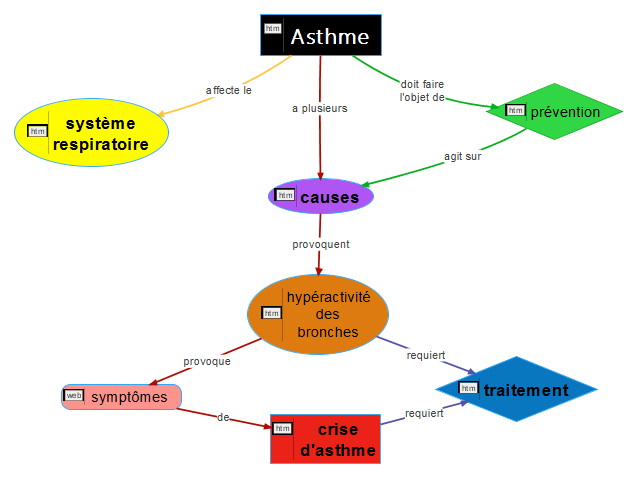 htm
Asthme
affecte le
a plusieurs
doit faire
l'objet de
htm
système
respiratoire
htm
prévention
agit sur
htm
causes
provoquent
htm
hypéractivité
des
bronches
provoque
requiert
web
symptômes
htm
traitement
de
requiert
htm
crise
d'asthme